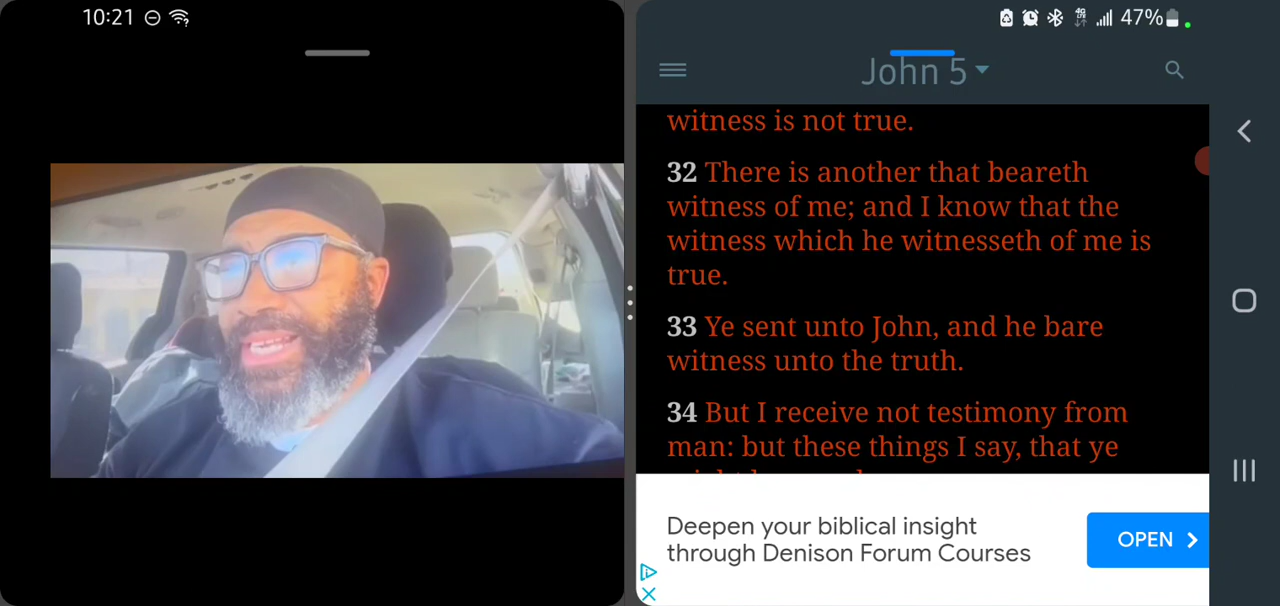 10:21
47%
John 5
witness is not true.
32 There is another that beareth
witness of me; and I know that the
witness which he witnesseth of me is
true.
33 Ye sent unto John, and he bare
witness unto the truth.
34 But I receive not testimony from
man: but these things I say, that ye
Deepen your biblical insight
through Denison Forum Courses
OPEN